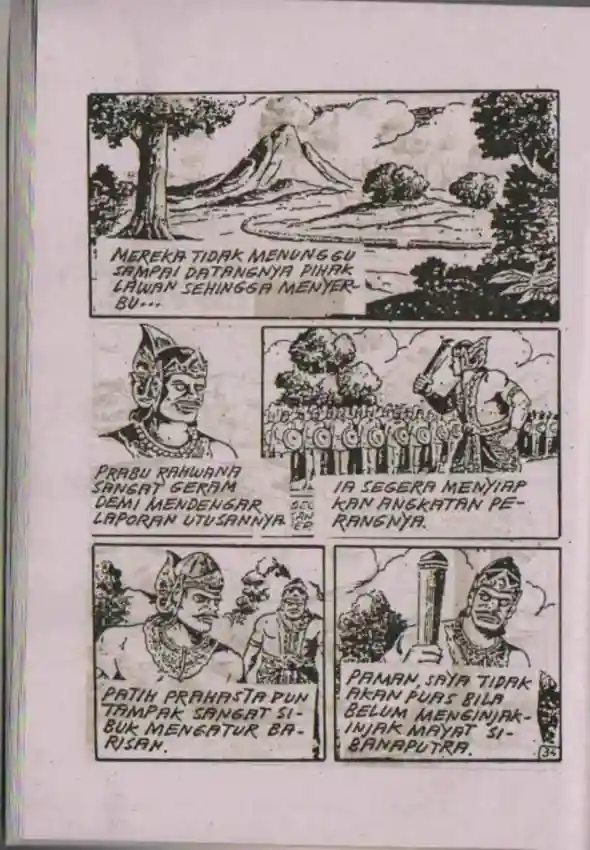 MEREKA TIDAK MENUNGGU
SAMPAI DATANGNYA PIHAK
LAWAN SEHINGGA MENYER-
BU...
PRABU RAHWANA
SANGAT GERAM
DEMI MENDENGAR
LAPORAN UTUSANNYA
IA SEGERA MENYIAP
KAN ANGKATAN PE-
RANGNYA.
PATIH PRAHASTA PUN
TAMPAK SANGAT SI-
BUK MENGATUR BA-
RISAN.
PAMAN, SAYA TIDAK
AKAN PUAS BILA
BELUM MENGINJAK-
INJAK MAYAT SI-
BANAPUTRA.
34